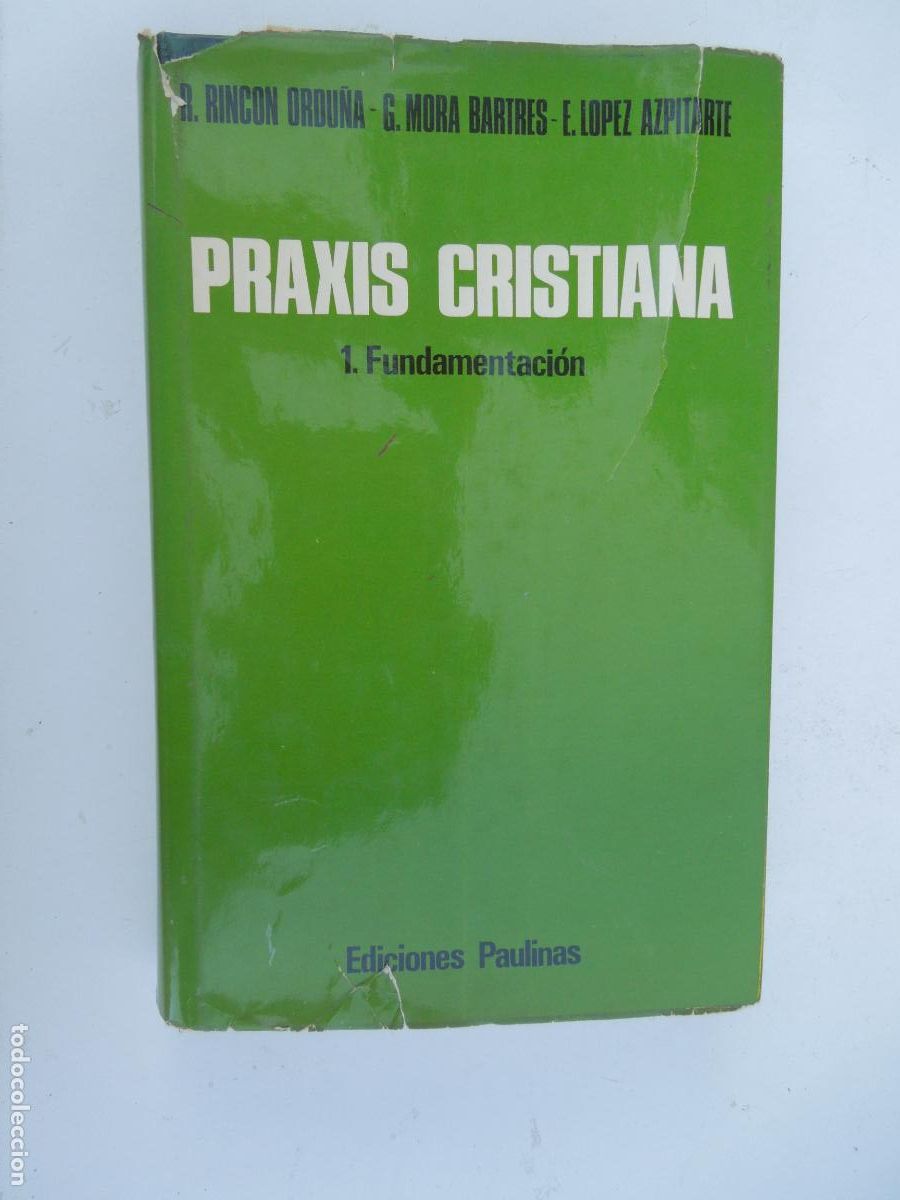 R. RINCON ORDUÑA - G. MORA BARTRES - E. LOPEZ AZPITARTE
PRAXIS CRISTIANA
1. Fundamentación
Ediciones Paulinas
todocoleccion